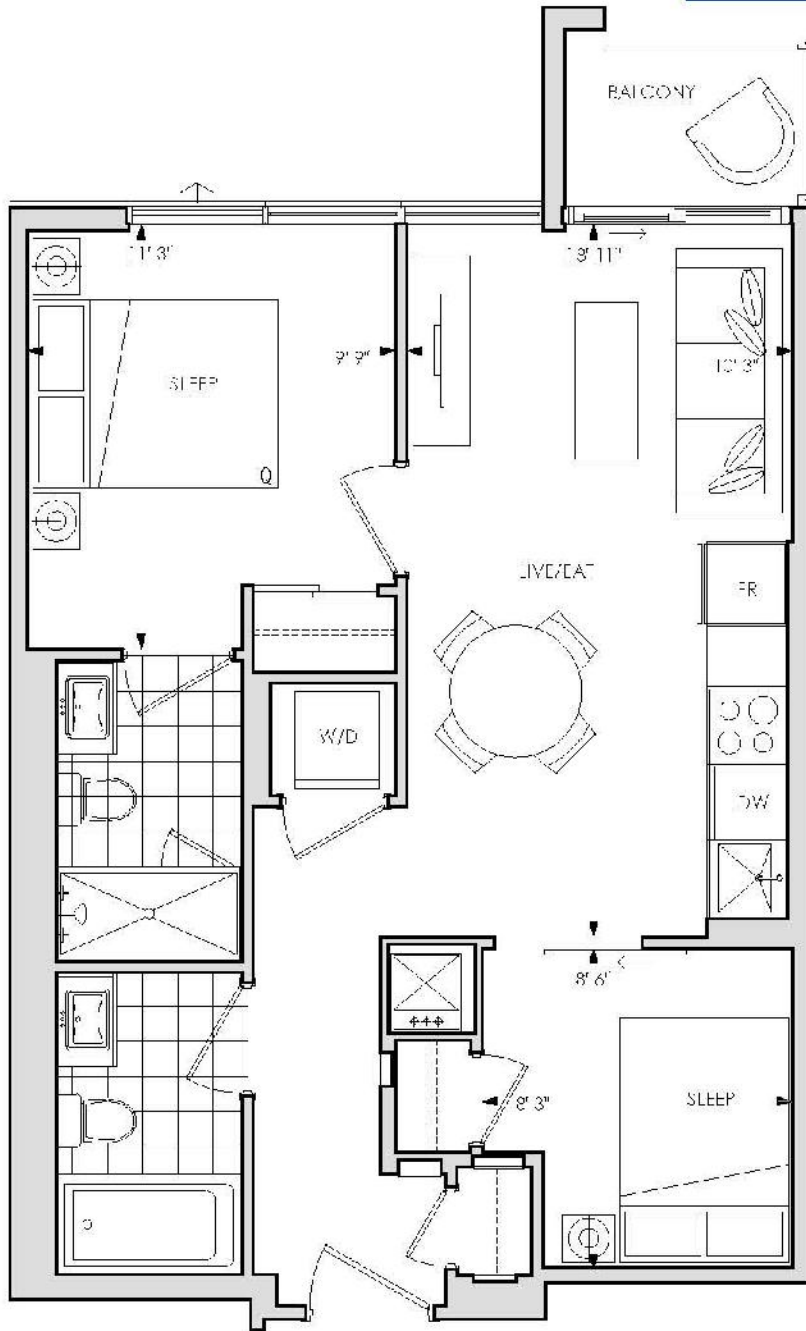 BALCONY
11' 3"
18' 11"
9' 9"
10' 3"
SLEEP
Q
LIVE/EAT
FR
W/D
DW
8' 6"
8' 3"
SLEEP